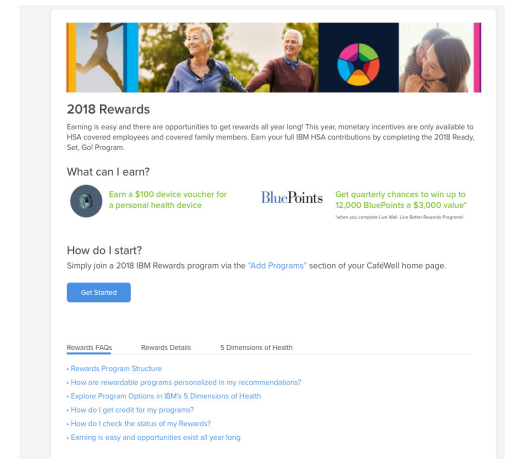 2018 Rewards
Earning is easy and there are opportunities to get rewards all year long! This year, monetary incentives are only available to
HSA covered employees and covered family members. Earn your full IBM HSA contributions by completing the 2018 Ready,
Set, Go! Program.
What can I earn?
Earn a $100 device voucher for
a personal health device
BluePoints
Get quarterly chances to win up to
12,000 BluePoints a $3,000 value*
*when you complete Live Well. Live Better Rewards Programs!
How do I start?
Simply join a 2018 IBM Rewards program via the "Add Programs" section of your CaféWell home page.
Get Started
Rewards FAQs Rewards Details 5 Dimensions of Health
• Rewards Program Structure
• How are rewardable programs personalized in my recommendations?
• Explore Program Options in IBM's 5 Dimensions of Health
• How do I get credit for my programs?
• How do I check the status of my Rewards?
• Earning is easy and opportunities exist all year long